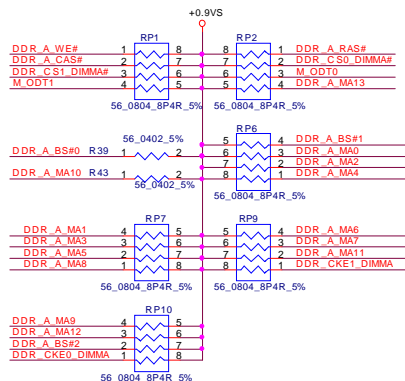 +0.9VS
RP1 RP2
DDR_A_WE# 1 8 8 1 DDR_A_RAS#
DDR_A_CAS# 2 7 7 2 DDR_CS0_DIMMA#
DDR_CS1_DIMMA# 3 6 6 3 M_ODT0
M_ODT1 4 5 5 4 DDR_A_MA13
56_0804_8P4R_5% 56_0804_8P4R_5%
56_0402_5% RP6
5 4 DDR_A_BS#1
DDR_A_BS#0 R39 1 2 6 3 DDR_A_MA0
7 2 DDR_A_MA2
DDR_A_MA10 R43 1 2 8 1 DDR_A_MA4
56_0402_5% 56_0804_8P4R_5%
RP7 RP9
DDR_A_MA1 4 5 5 4 DDR_A_MA6
DDR_A_MA3 3 6 6 3 DDR_A_MA7
DDR_A_MA5 2 7 7 2 DDR_A_MA11
DDR_A_MA8 1 8 8 1 DDR_CKE1_DIMMA
56_0804_8P4R_5% 56_0804_8P4R_5%
RP10
DDR_A_MA9 4 5
DDR_A_MA12 3 6
DDR_A_BS#2 2 7
DDR_CKE0_DIMMA 1 8
56_0804_8P4R_5%